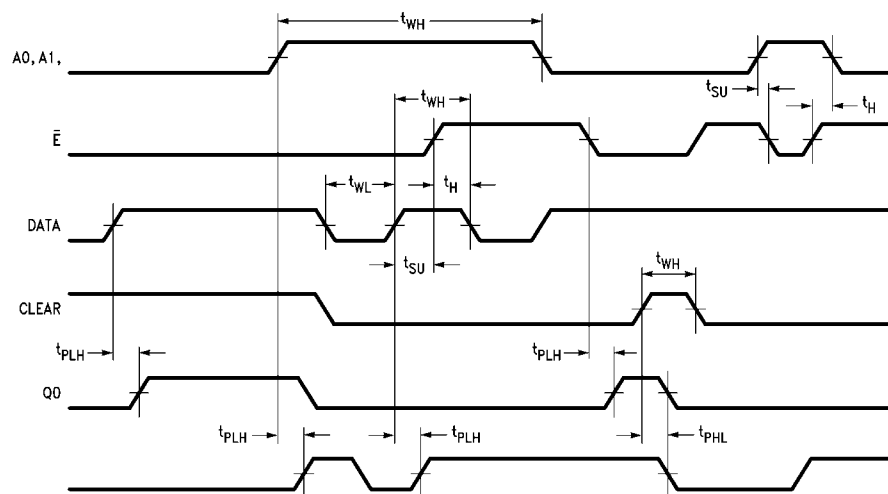 tWH
A0, A1,
tSU
tWH
tH
E̅
tWL
tH
DATA
tSU
tWH
CLEAR
tPLH
tPLH
Q0
tPLH
tPLH
tPHL